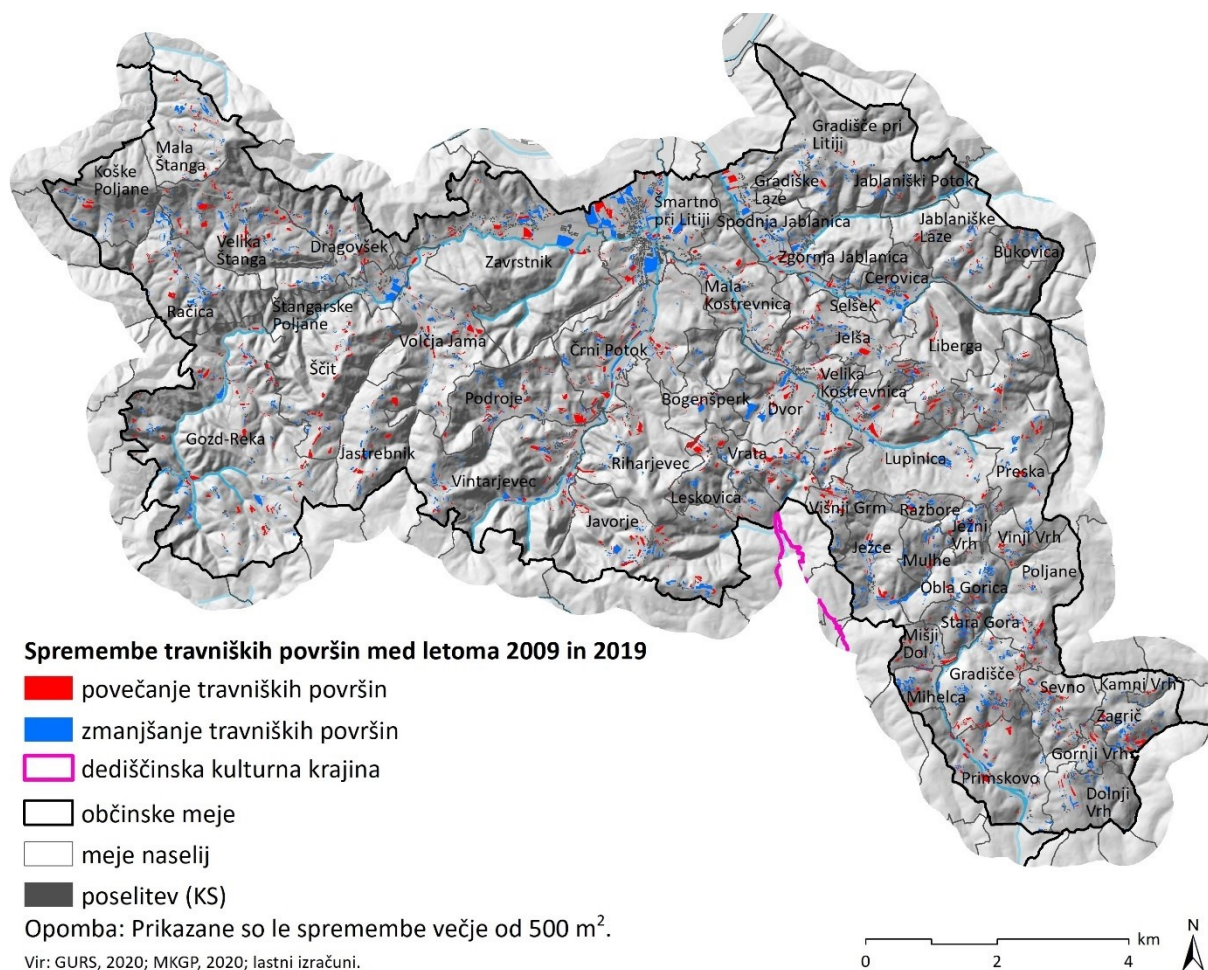 Gradišče pri
Litiji
Mala
Štanga
Koške
Poljane
Gradiške
Laze
Jablaniški Potok
Šmartno
pri Litiji
Spodnja Jablanica
Jablaniške
Laze
Velika
Štanga
Dragovšek
Bukovica
Zavrstnik
Zgornja Jablanica
Cerovica
Mala
Kostrevnica
Račica
Štangarske
Poljane
Selšek
Volčja Jama
Jelša
Liberga
Črni Potok
Ščit
Velika
Kostrevnica
Podroje
Bogenšperk
Dvor
Gozd-Reka
Jastrebnik
Riharjevec
Vrata
Lupinica
Preska
Vintarjevec
Leskovica
Višnji Grm
Razbore
Javorje
Ježni
Vrh
Vinji Vrh
Ježce
Mulhe
Poljane
Obla Gorica
Stara Gora
Mišji
Dol
Gradišče
Sevno
Kamni Vrh
Mihelca
Zagrič
Gornji Vrh
Primskovo
Dolnji
Vrh
Spremembe travniških površin med letoma 2009 in 2019
povečanje travniških površin
zmanjšanje travniških površin
dediščinska kulturna krajina
občinske meje
meje naselij
poselitev (KS)
Opomba: Prikazane so le spremembe večje od 500 m².
Vir: GURS, 2020; MKGP, 2020; lastni izračuni.
km
0 2 4
N